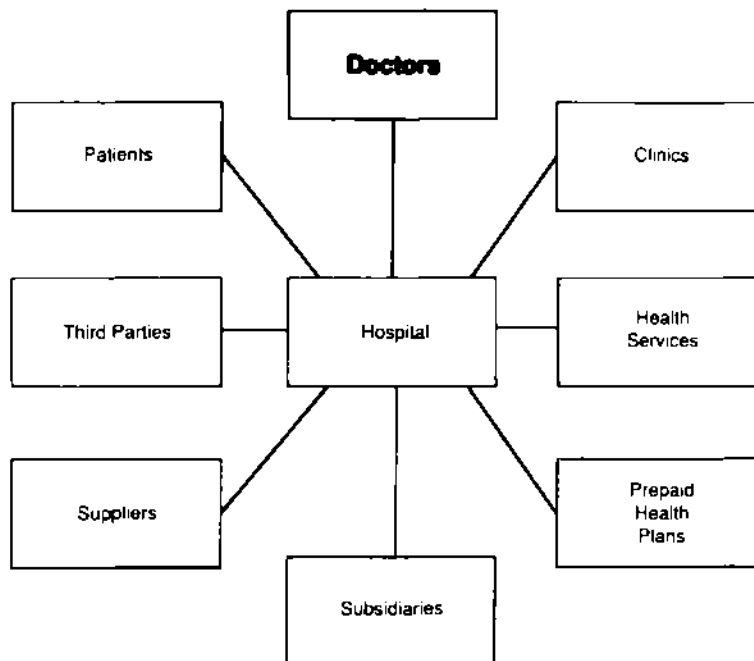 Doctors
Patients
Clinics
Third Parties
Hospital
Health
Services
Suppliers
Prepaid
Health
Plans
Subsidiaries